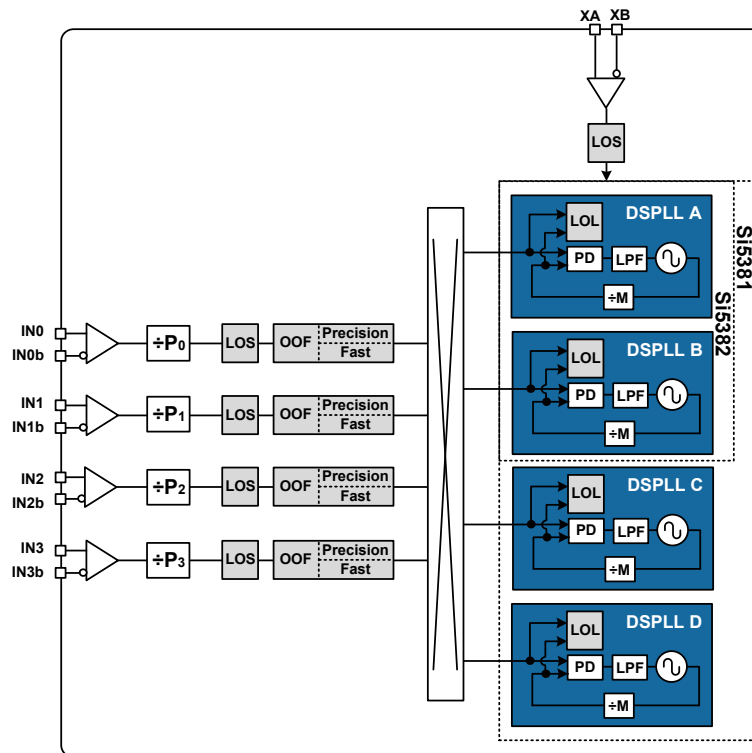 XA XB
LOS
DSPLL A
LOL
PD LPF
÷M
Si5381
Si5382
IN0
IN0b
÷P0
LOS
OOF
Precision
Fast
DSPLL B
LOL
PD LPF
÷M
IN1
IN1b
÷P1
LOS
OOF
Precision
Fast
IN2
IN2b
÷P2
LOS
OOF
Precision
Fast
DSPLL C
LOL
PD LPF
÷M
IN3
IN3b
÷P3
LOS
OOF
Precision
Fast
DSPLL D
LOL
PD LPF
÷M